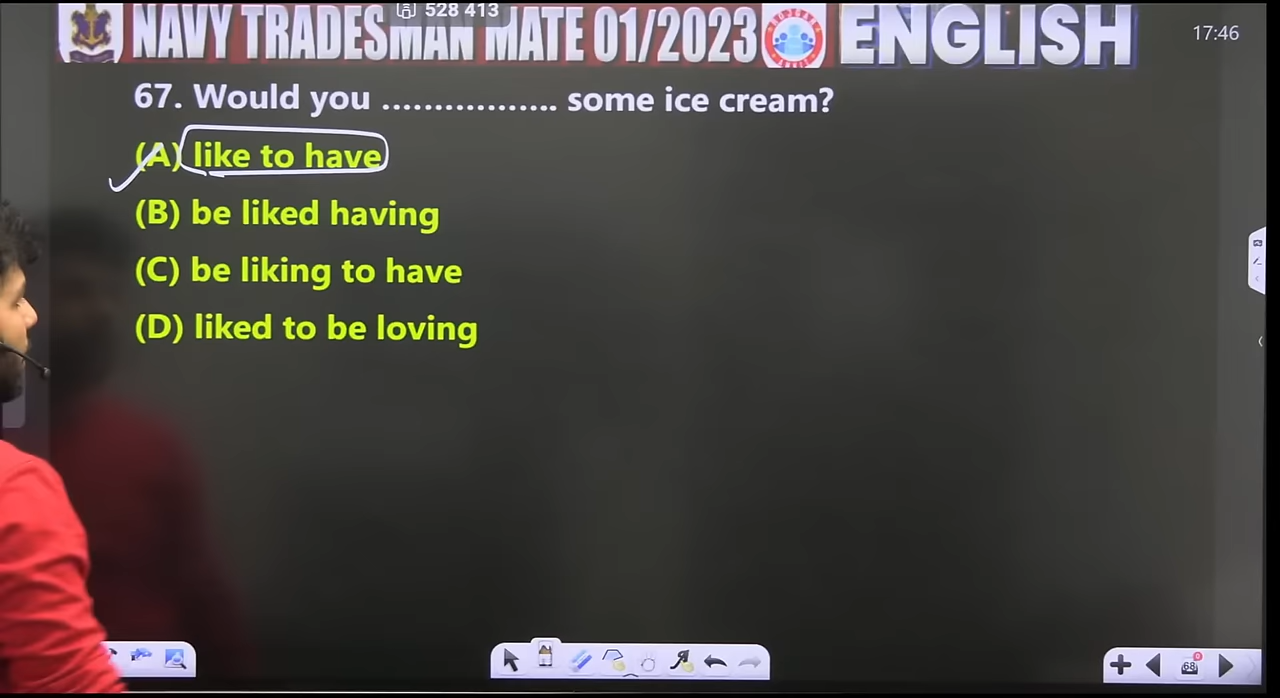 528 413
NAVY TRADESMAN MATE 01/2023 ENGLISH
17:46
67. Would you ................. some ice cream?
(A) like to have
(B) be liked having
(C) be liking to have
(D) liked to be loving
68